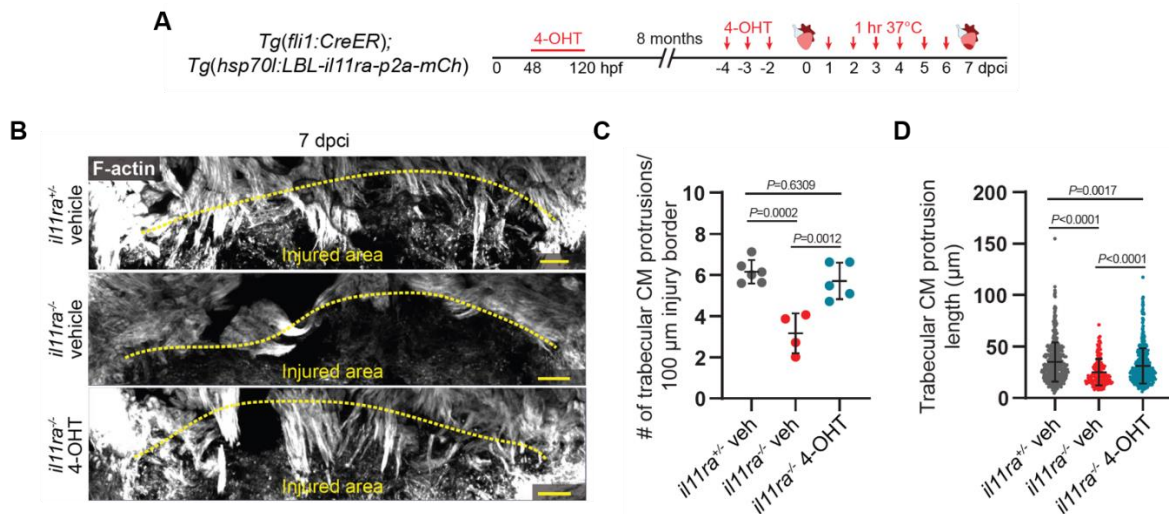 A
Tg(fli1:CreER);
Tg(hsp70l:LBL-il11ra-p2a-mCh)
4-OHT
0 48 120 hpf
8 months
4-OHT
1 hr 37°C
-4 -3 -2 0 1 2 3 4 5 6 7 dpci
B
7 dpci
F-actin
il11ra+/-
vehicle
Injured area
il11ra-/-
vehicle
Injured area
il11ra-/-
4-OHT
Injured area
C
# of trabecular CM protrusions/
100 µm injury border
10
8
6
4
2
0
P=0.6309
P=0.0002
P=0.0012
il11ra+/- veh
il11ra-/- veh
il11ra-/- 4-OHT
D
Trabecular CM protrusion
length (µm)
200
150
100
50
0
P=0.0017
P<0.0001
P<0.0001
il11ra+/- veh
il11ra-/- veh
il11ra-/- 4-OHT